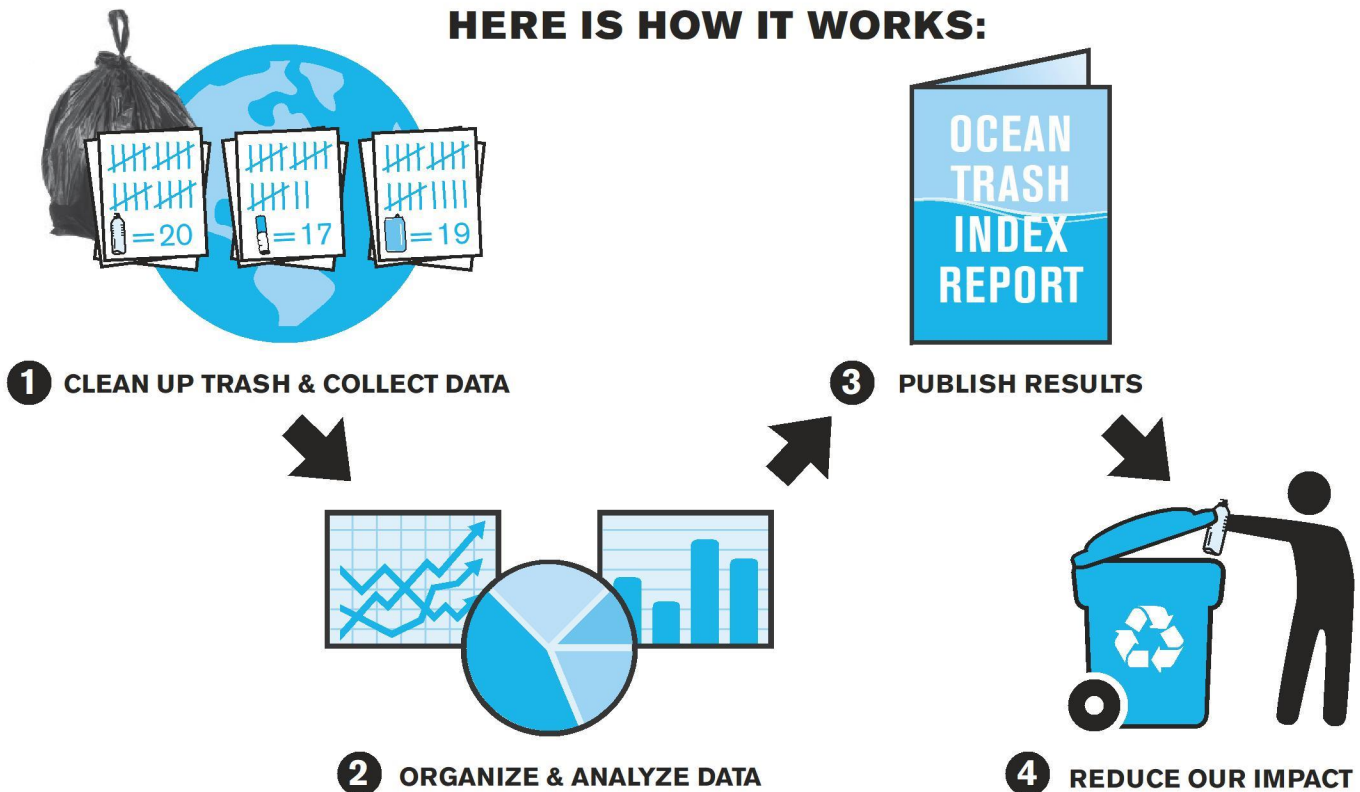 HERE IS HOW IT WORKS:
=20
=17
=19
1 CLEAN UP TRASH & COLLECT DATA
2 ORGANIZE & ANALYZE DATA
OCEAN
TRASH
INDEX
REPORT
3 PUBLISH RESULTS
4 REDUCE OUR IMPACT